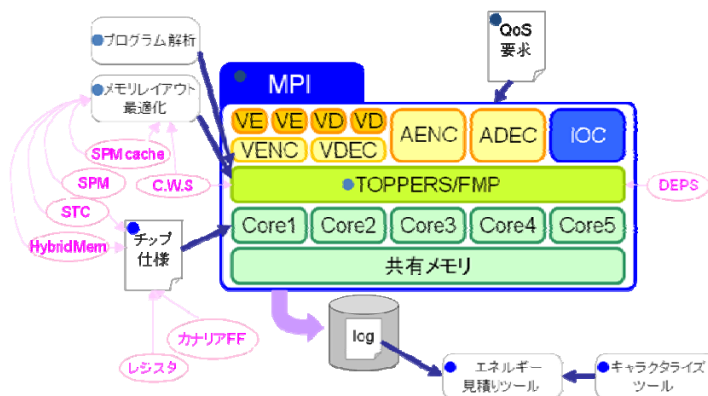 プログラム解析
QoS
要求
MPI
メモリレイアウト
最適化
VE VE VD VD
VENC VDEC
AENC
ADEC
IOC
SPMcache
SPM
C.W.S
TOPPERS/FMP
DEPS
STC
HybridMem
チップ
仕様
Core1 Core2 Core3 Core4 Core5
共有メモリ
カナリアFF
レジスタ
log
エネルギー
見積りツール
キャラクタライズ
ツール